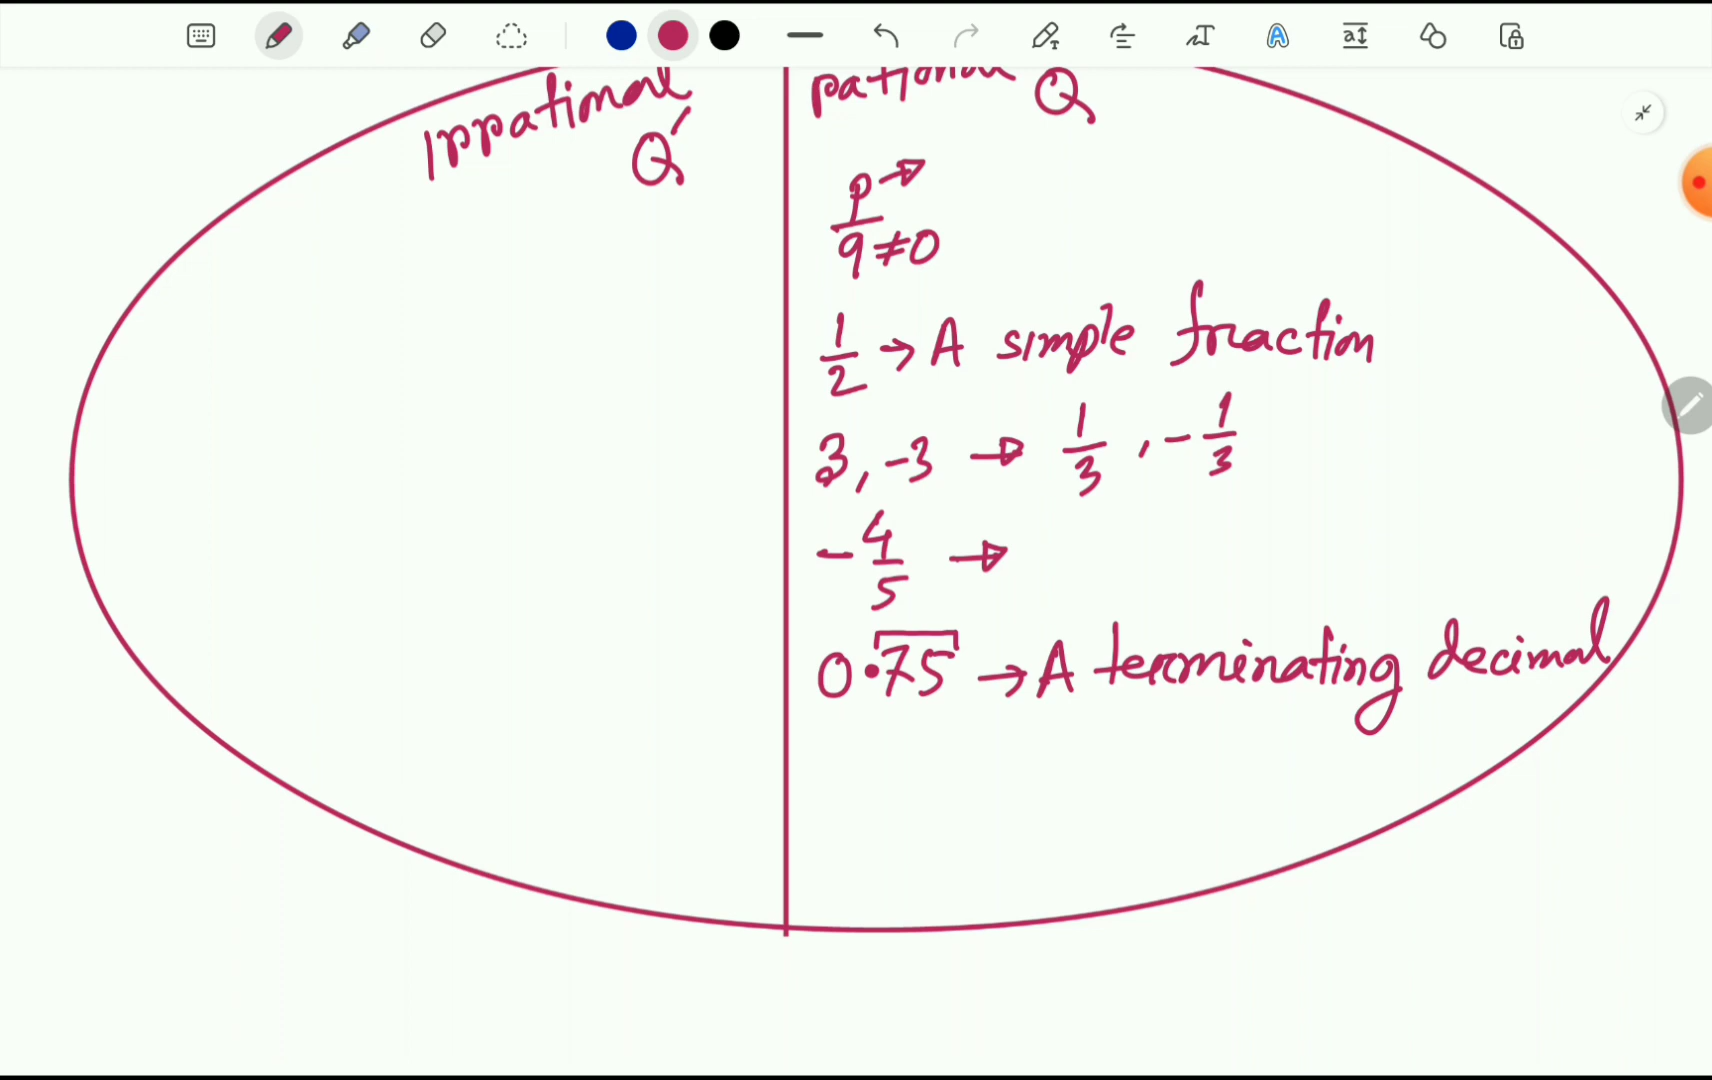 Irrational
Q′
rational Q
p →
q ≠ 0
1/2 → A simple fraction
3, -3 → 1/3 , - 1/3
- 4/5 →
0.75 → A terminating decimal